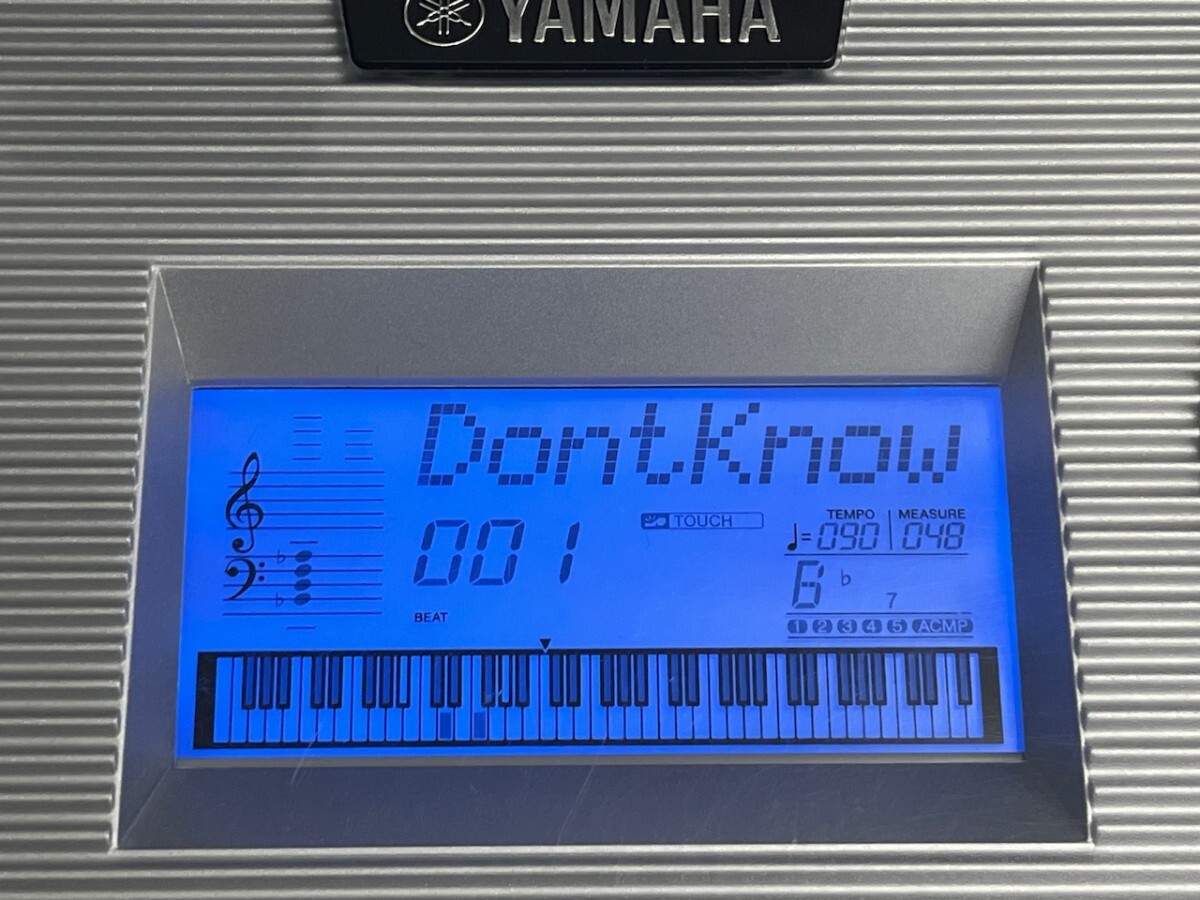 YAMAHA
DontKnow
001
TOUCH
TEMPO
MEASURE
♩=090
048
BEAT
B♭7
1 2 3 4 5 ACMP